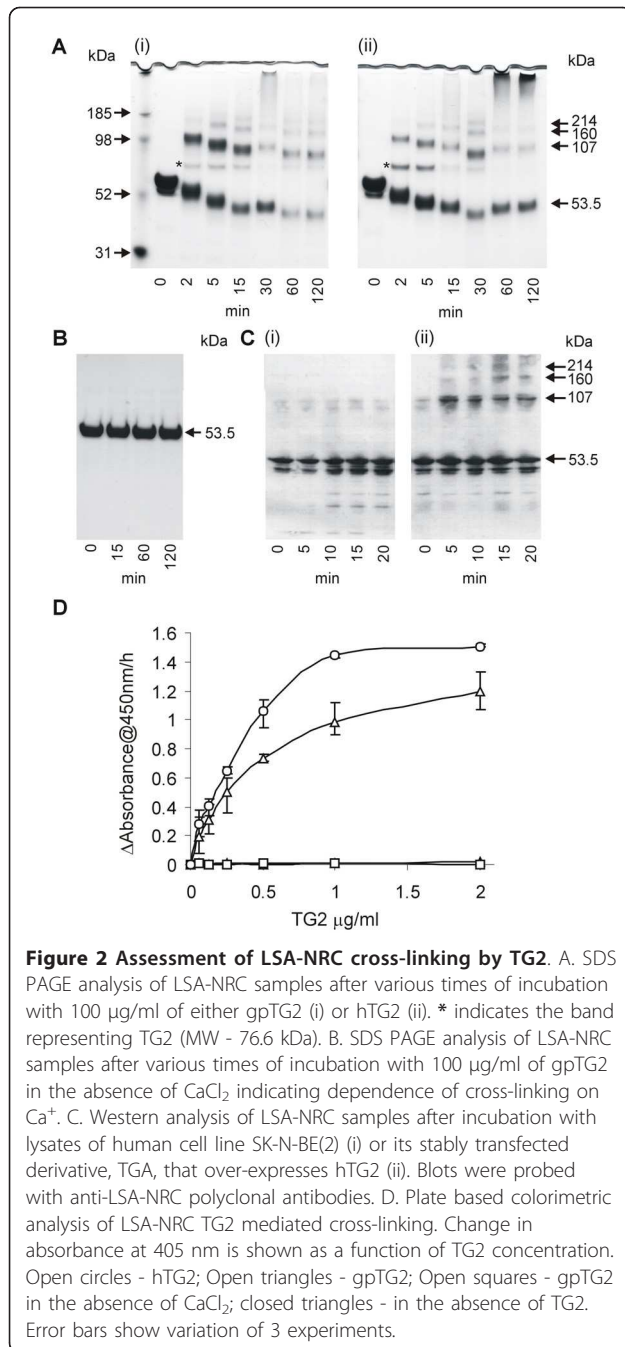 A (i) (ii)
kDa kDa
185
98
*
52
31
*
214
160
107
53.5
0 2 5 15 30 60 120
min
0 2 5 15 30 60 120
min
B kDa C (i) (ii)
53.5
214
160
107
53.5
0 15 60 120
min
0 5 10 15 20
min
0 5 10 15 20
min
D
ΔAbsorbance@450nm/h
1.6
1.4
1.2
1
0.8
0.6
0.4
0.2
0
0 0.5 1 1.5 2
TG2 µg/ml
Figure 2 Assessment of LSA-NRC cross-linking by TG2. A. SDS
PAGE analysis of LSA-NRC samples after various times of incubation
with 100 µg/ml of either gpTG2 (i) or hTG2 (ii). * indicates the band
representing TG2 (MW - 76.6 kDa). B. SDS PAGE analysis of LSA-NRC
samples after various times of incubation with 100 µg/ml of gpTG2
in the absence of CaCl₂ indicating dependence of cross-linking on
Ca⁺. C. Western analysis of LSA-NRC samples after incubation with
lysates of human cell line SK-N-BE(2) (i) or its stably transfected
derivative, TGA, that over-expresses hTG2 (ii). Blots were probed
with anti-LSA-NRC polyclonal antibodies. D. Plate based colorimetric
analysis of LSA-NRC TG2 mediated cross-linking. Change in
absorbance at 405 nm is shown as a function of TG2 concentration.
Open circles - hTG2; Open triangles - gpTG2; Open squares - gpTG2
in the absence of CaCl₂; closed triangles - in the absence of TG2.
Error bars show variation of 3 experiments.